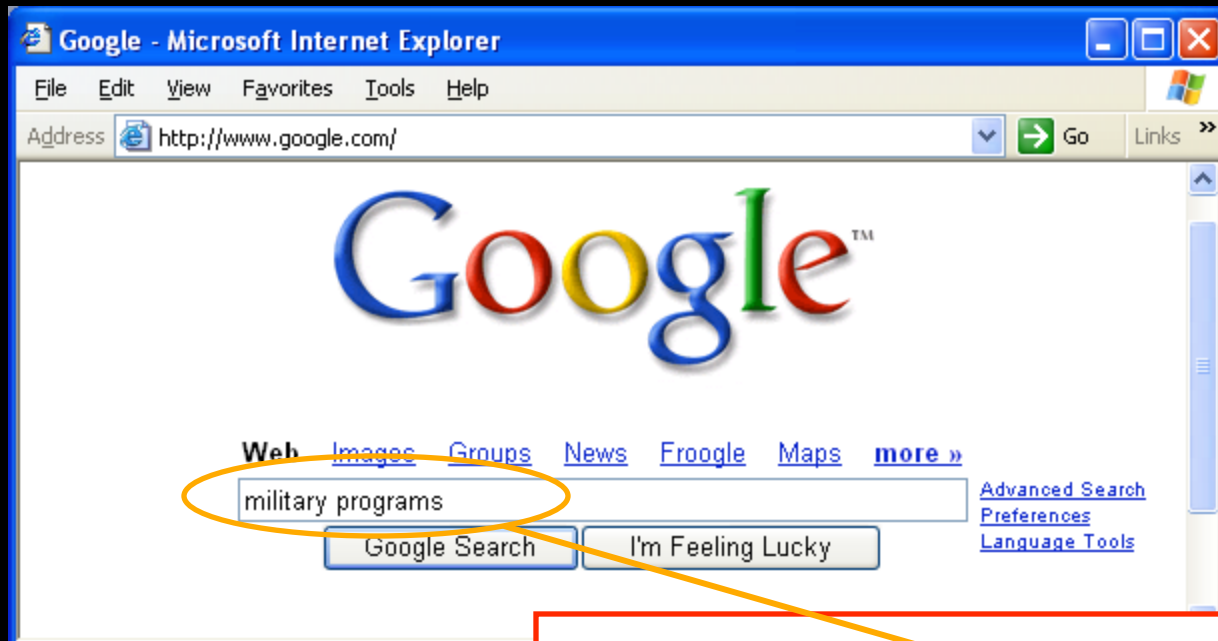 Google - Microsoft Internet Explorer
File Edit View Favorites Tools Help
Address http://www.google.com/ Go Links »
Google™
Web Images Groups News Froogle Maps more »
military programs
Advanced Search
Preferences
Language Tools
Google Search I'm Feeling Lucky